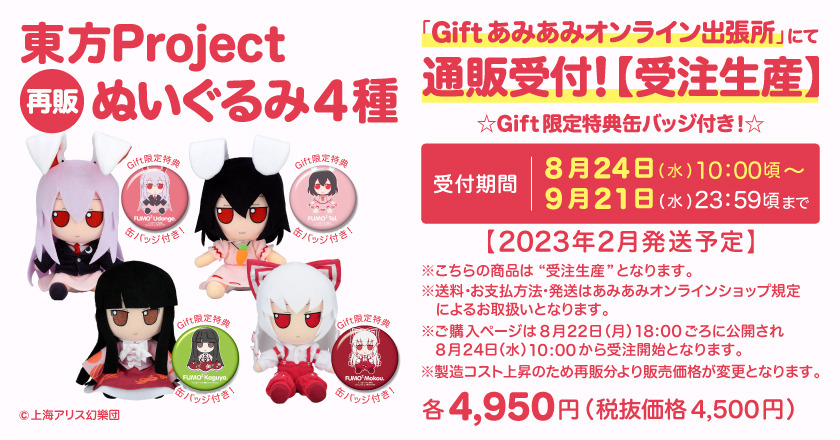 東方Project
再販 ぬいぐるみ4種
Gift限定特典
FUMO² Udonge.
缶バッジ付き!
Gift限定特典
FUMO² Tei.
缶バッジ付き!
Gift限定特典
FUMO² Kaguya.
缶バッジ付き!
Gift限定特典
FUMO² Mokou.
缶バッジ付き!
©上海アリス幻樂団
「Gift あみあみオンライン出張所」にて
通販受付!【受注生産】
☆Gift限定特典缶バッジ付き!☆
受付期間
8月24日(水)10:00頃〜
9月21日(水)23:59頃まで
【2023年2月発送予定】
※こちらの商品は“受注生産”となります。
※送料・お支払方法・発送はあみあみオンラインショップ規定
によるお取扱いとなります。
※ご購入ページは8月22日(月)18:00ごろに公開され
8月24日(水)10:00から受注開始となります。
※製造コスト上昇のため再販分より販売価格が変更となります。
各4,950円(税抜価格4,500円)